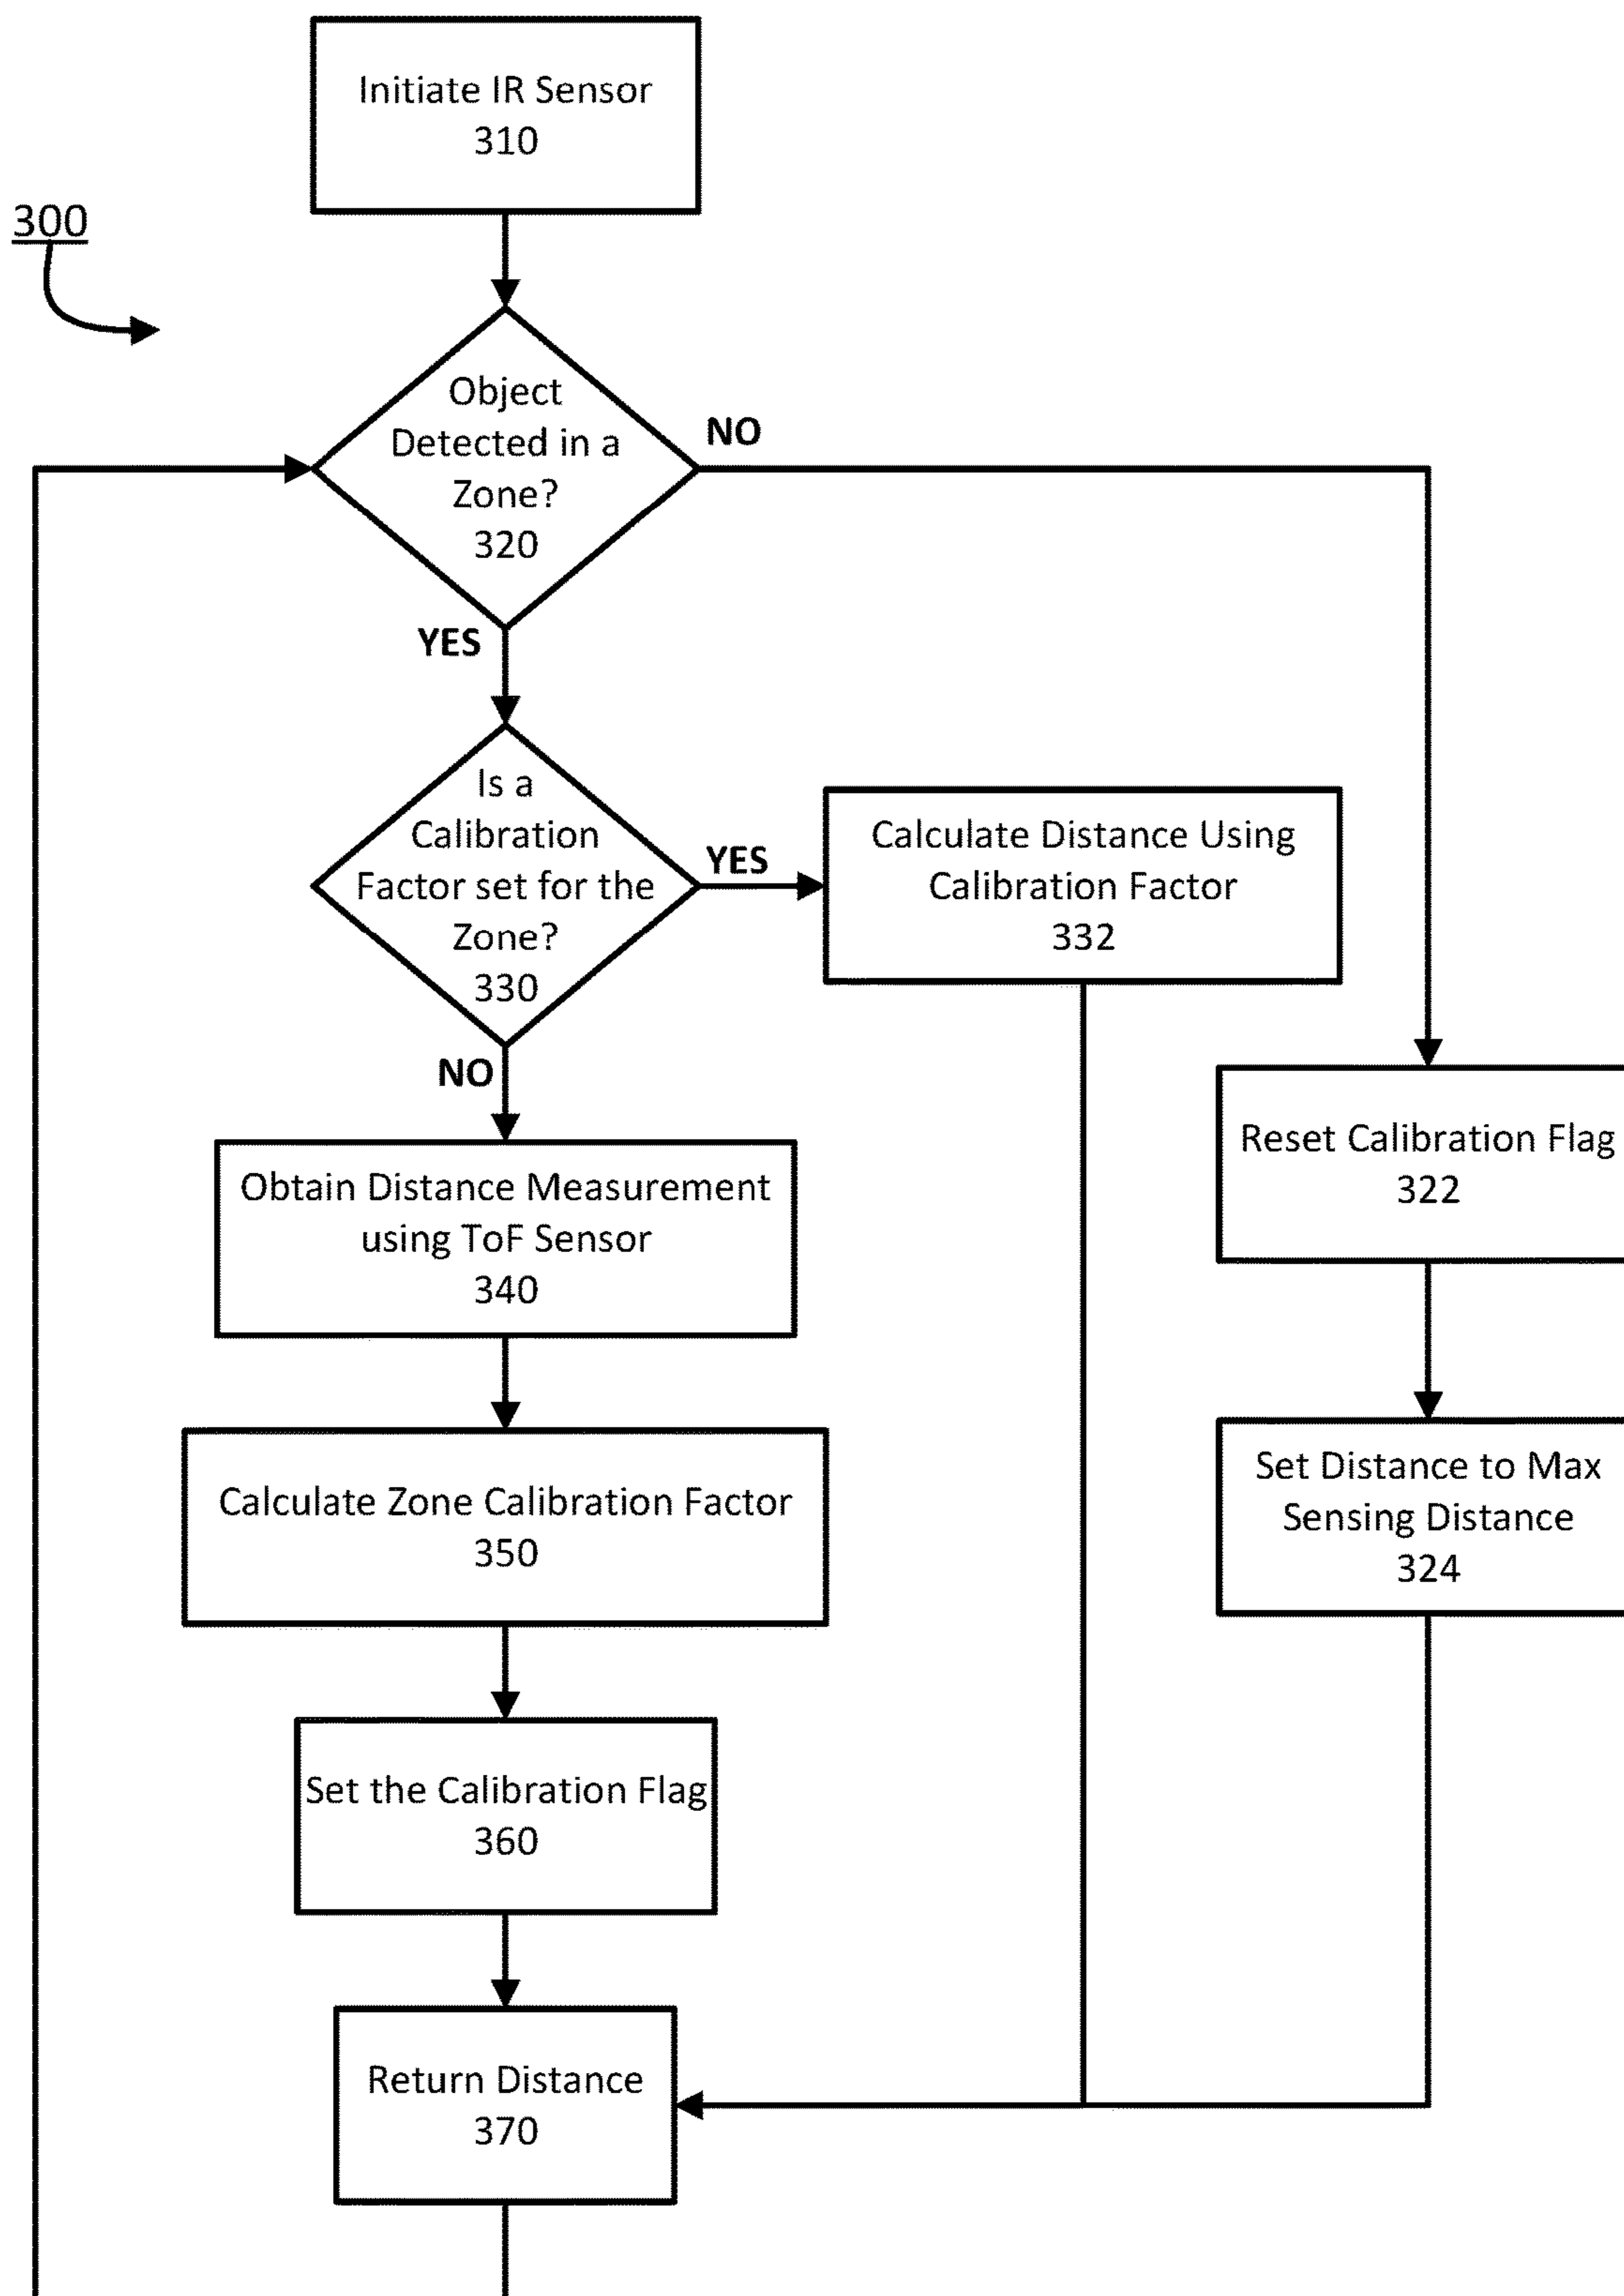 Initiate IR Sensor
310
300
Object
Detected in a
Zone?
320
NO
YES
Is a
Calibration
Factor set for the
Zone?
330
YES
Calculate Distance Using
Calibration Factor
332
NO
Reset Calibration Flag
322
Obtain Distance Measurement
using ToF Sensor
340
Set Distance to Max
Sensing Distance
324
Calculate Zone Calibration Factor
350
Set the Calibration Flag
360
Return Distance
370